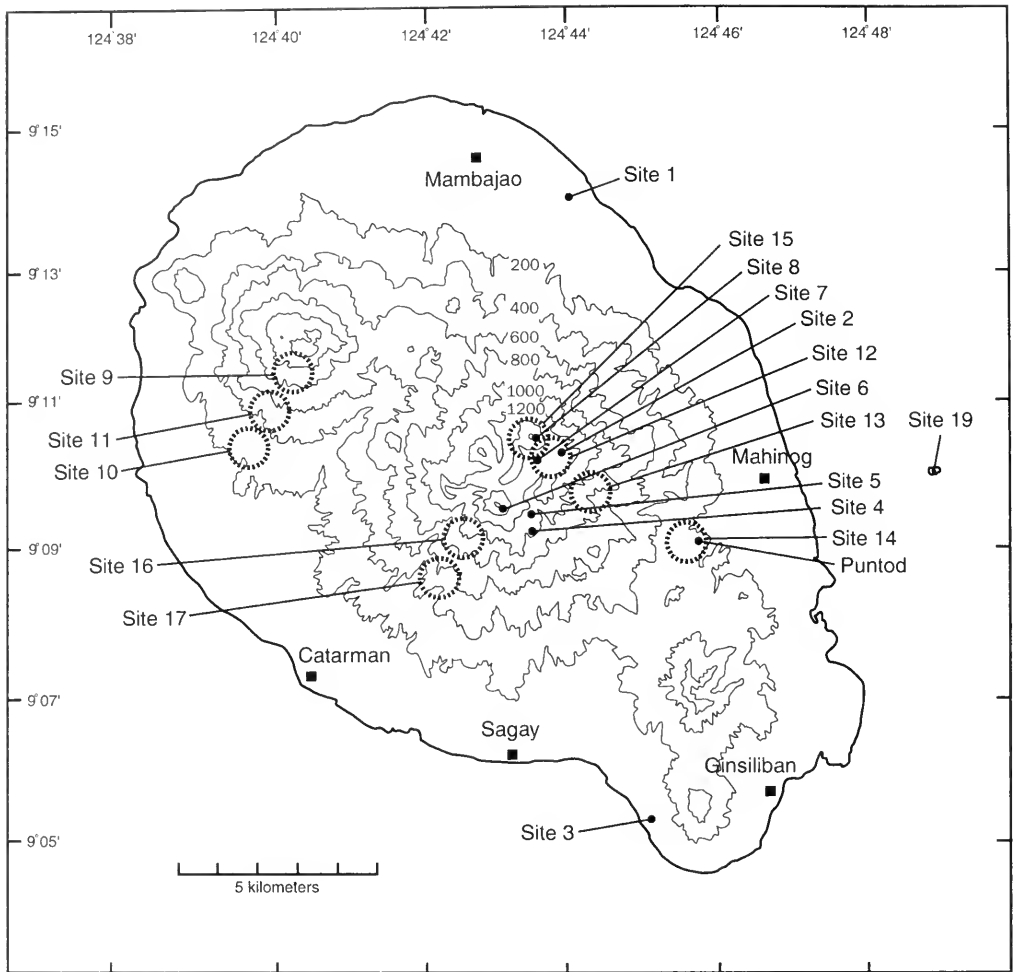 124°38'
124°40'
124°42'
124°44'
124°46'
124°48'
9°15'
Mambajao
Site 1
Site 15
200
Site 8
9°13'
Site 7
400
Site 2
600
Site 12
800
Site 9
Site 6
1000
9°11'
1200
Site 13
Site 19
Site 11
Mahinog
Site 10
Site 5
Site 4
9°09'
Site 14
Site 16
Puntod
Site 17
Catarman
9°07'
Sagay
Ginsiliban
Site 3
9°05'
5 kilometers